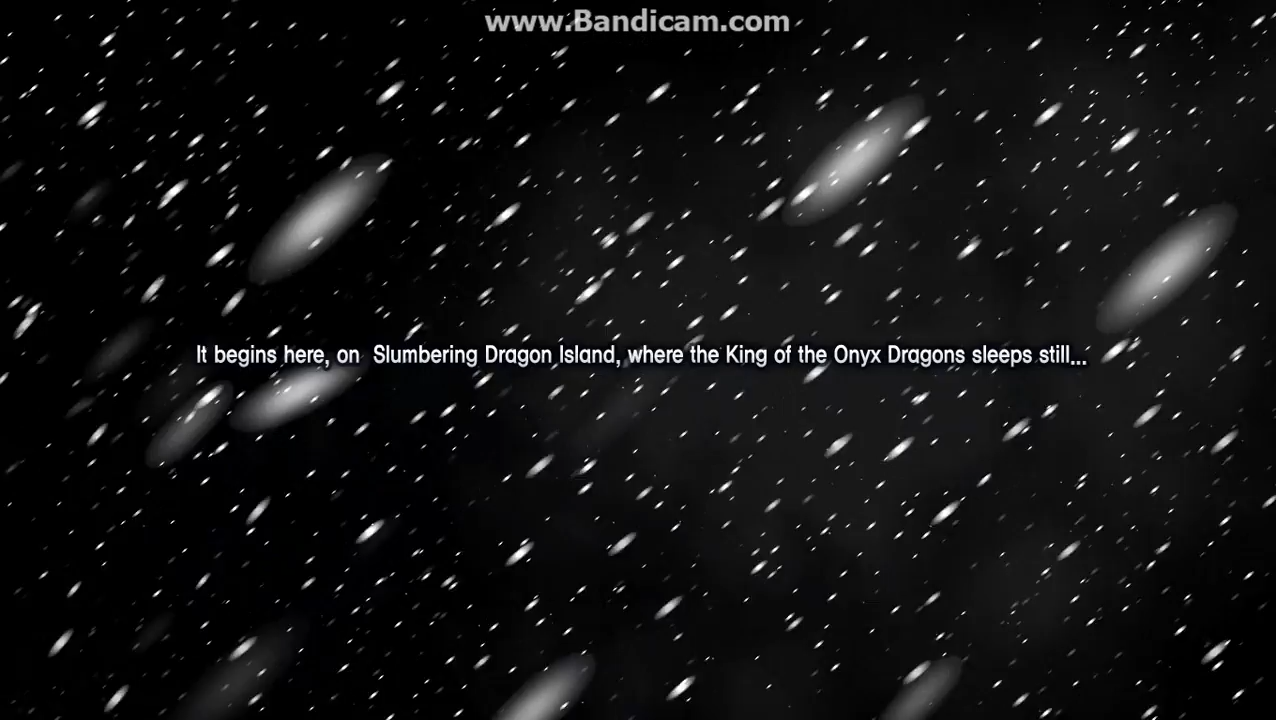 www.Bandicam.com
It begins here, on  Slumbering Dragon Island, where the King of the Onyx Dragons sleeps still...